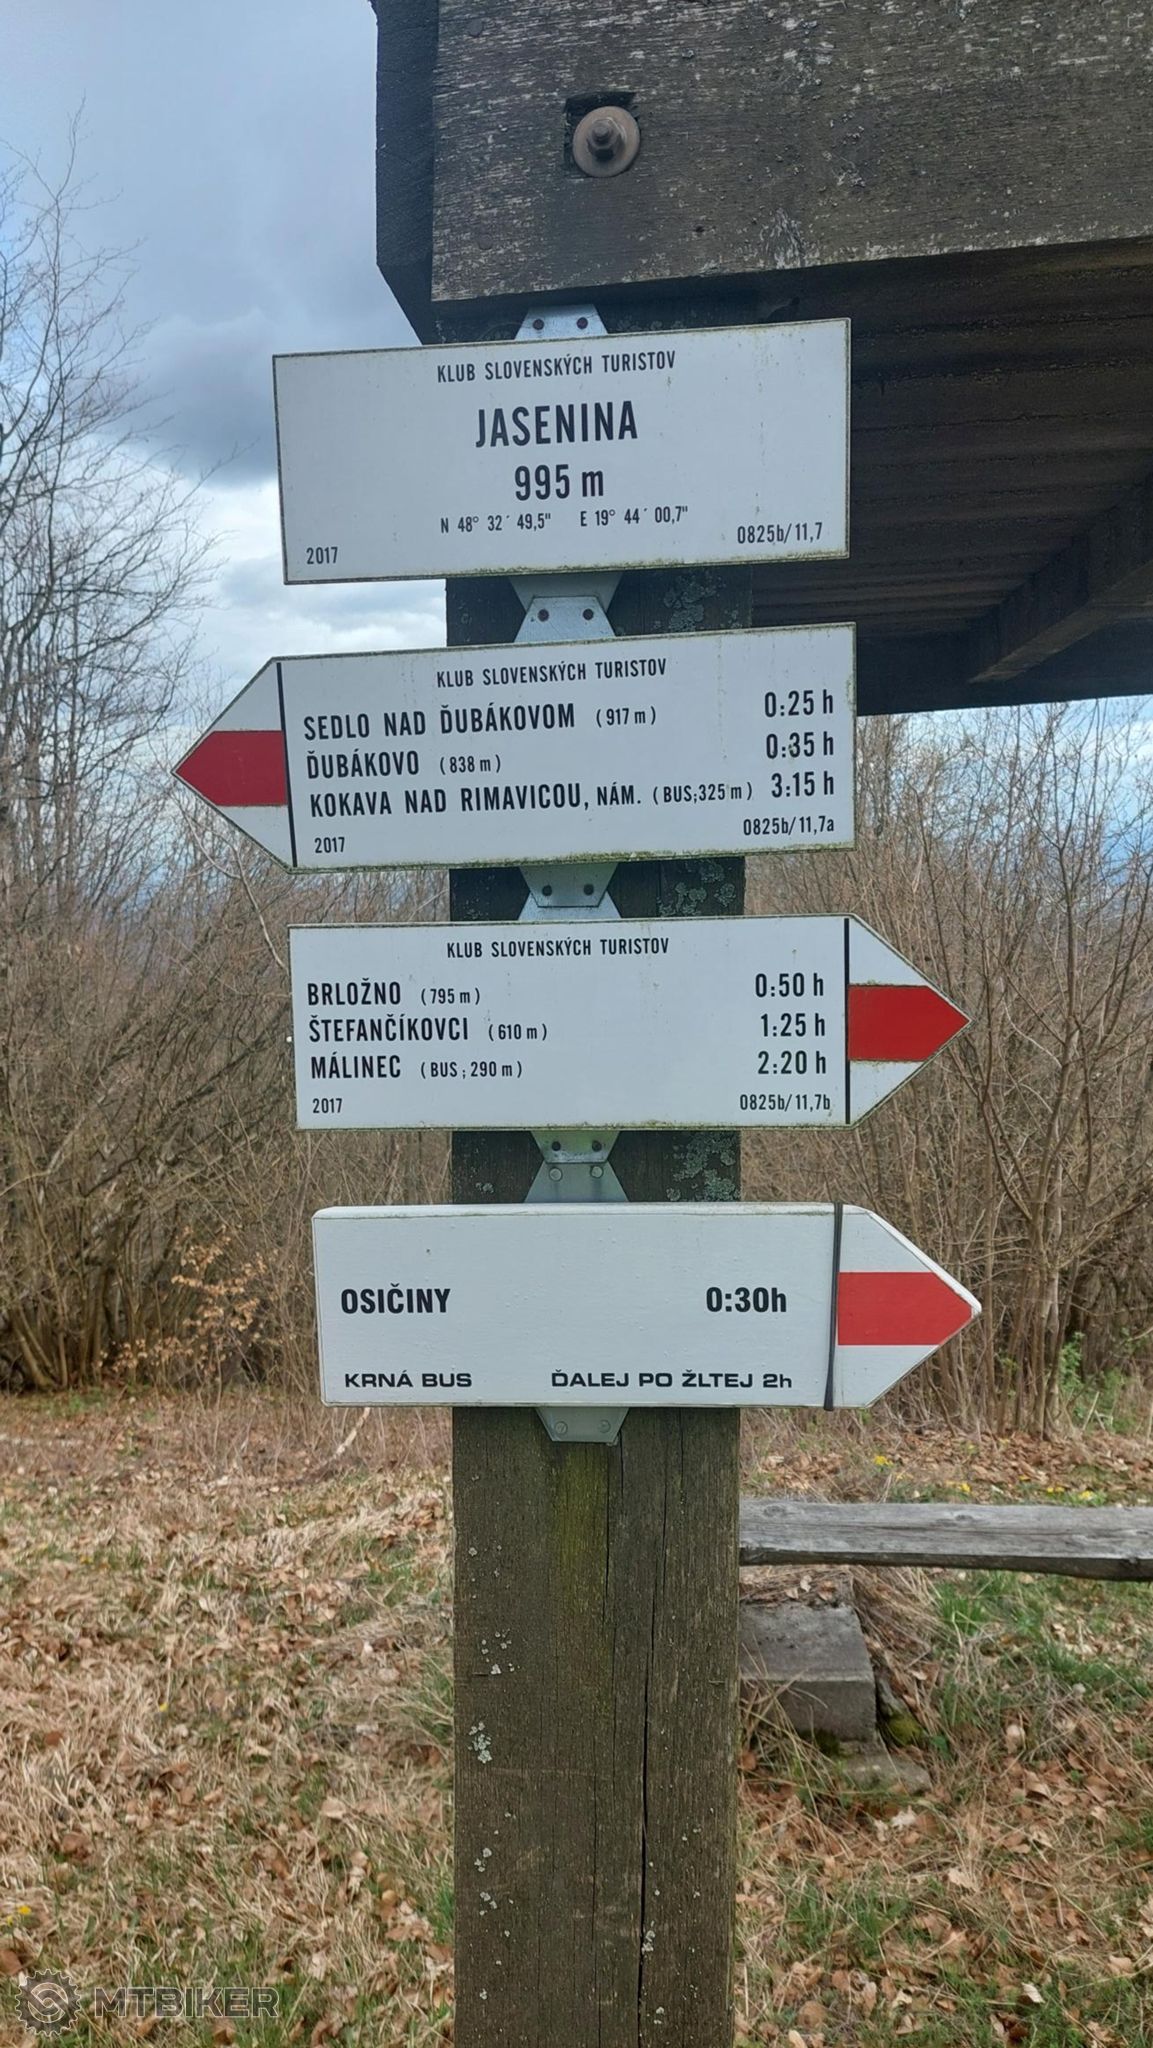 KLUB SLOVENSKÝCH TURISTOV
JASENINA
995 m
N 48° 32´ 49,5" E 19° 44´ 00,7"
2017 0825b/11,7
KLUB SLOVENSKÝCH TURISTOV
SEDLO NAD ĎUBÁKOVOM (917 m) 0:25 h
ĎUBÁKOVO (838 m) 0:35 h
KOKAVA NAD RIMAVICOU, NÁM. (BUS;325 m) 3:15 h
2017 0825b/11,7a
KLUB SLOVENSKÝCH TURISTOV
BRLOŽNO (795 m) 0:50 h
ŠTEFANČÍKOVCI (610 m) 1:25 h
MÁLINEC (BUS; 290 m) 2:20 h
2017 0825b/11,7b
OSIČINY 0:30h
KRNÁ BUS ĎALEJ PO ŽLTEJ 2h
MTBIKER